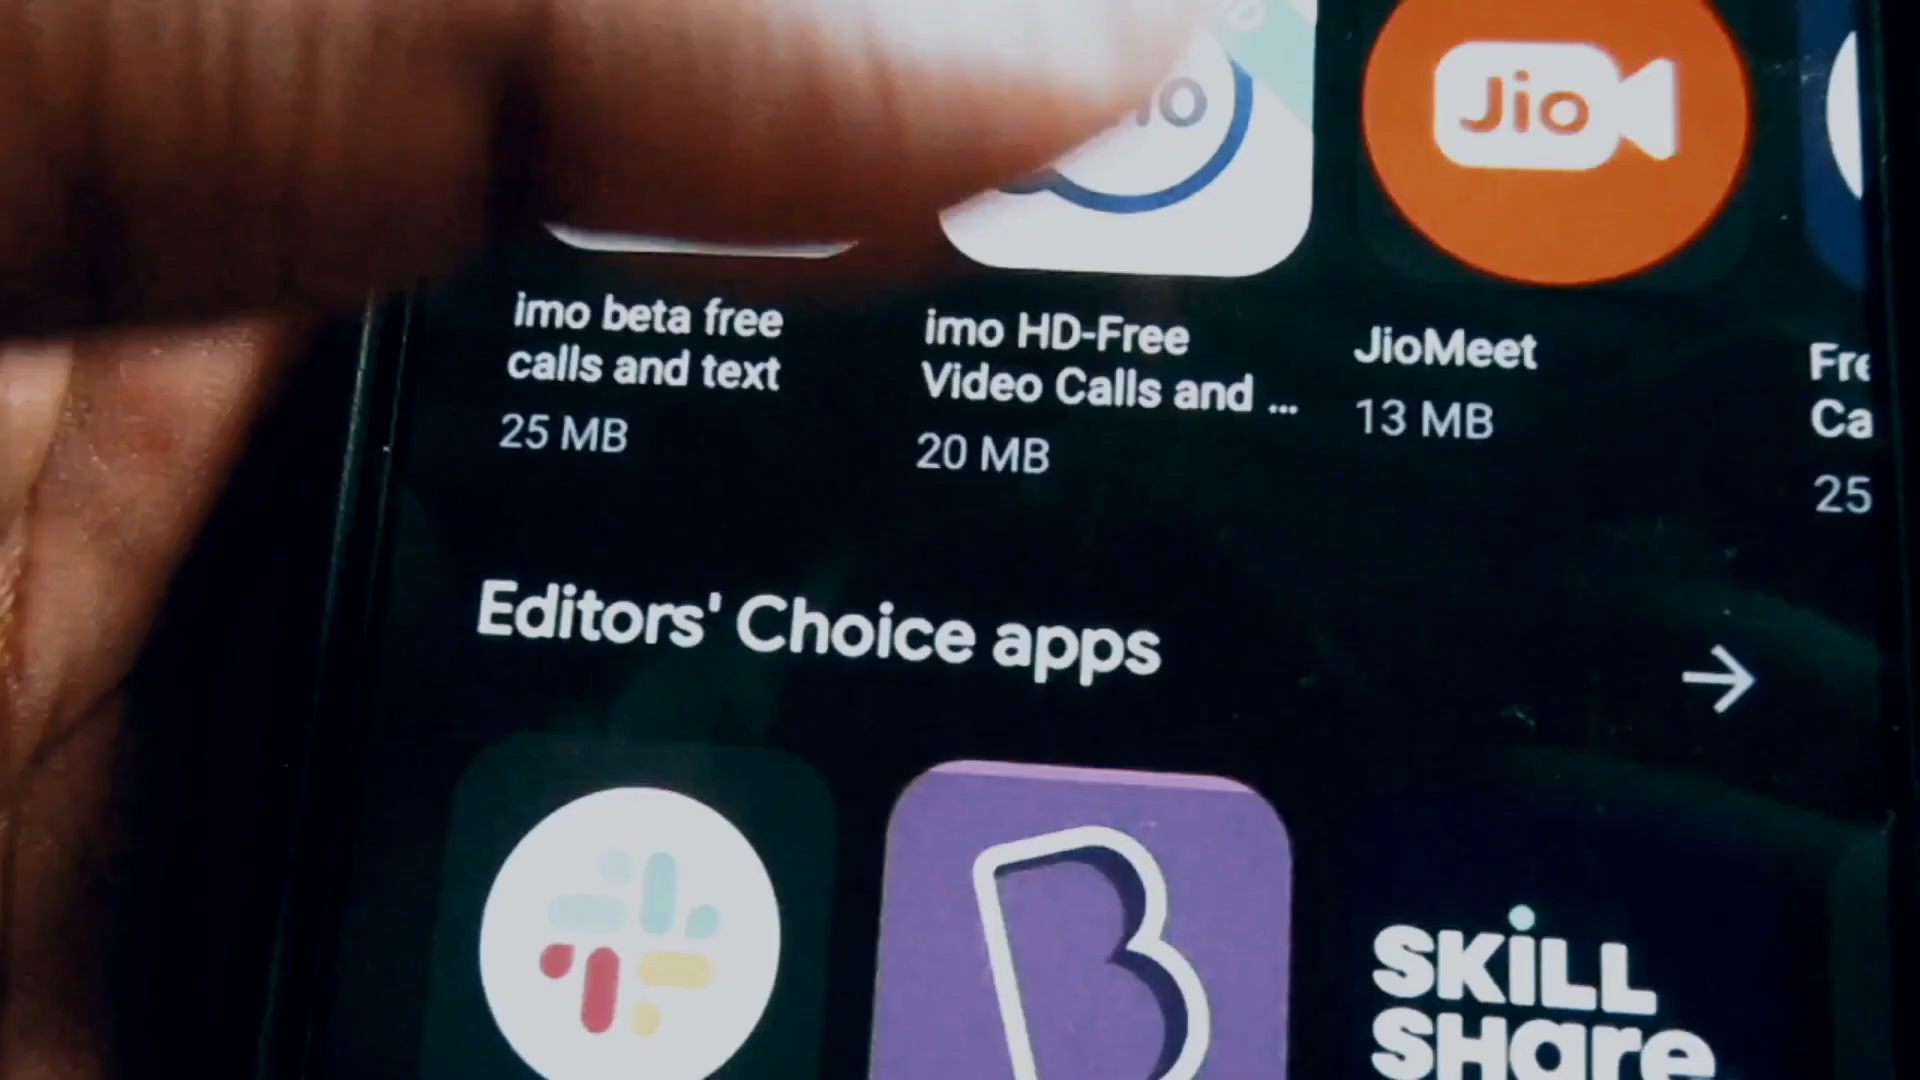 Jio
imo beta free
calls and text
25 MB
imo HD-Free
Video Calls and ...
20 MB
JioMeet
13 MB
25
Editors' Choice apps
SKiLL
SHare